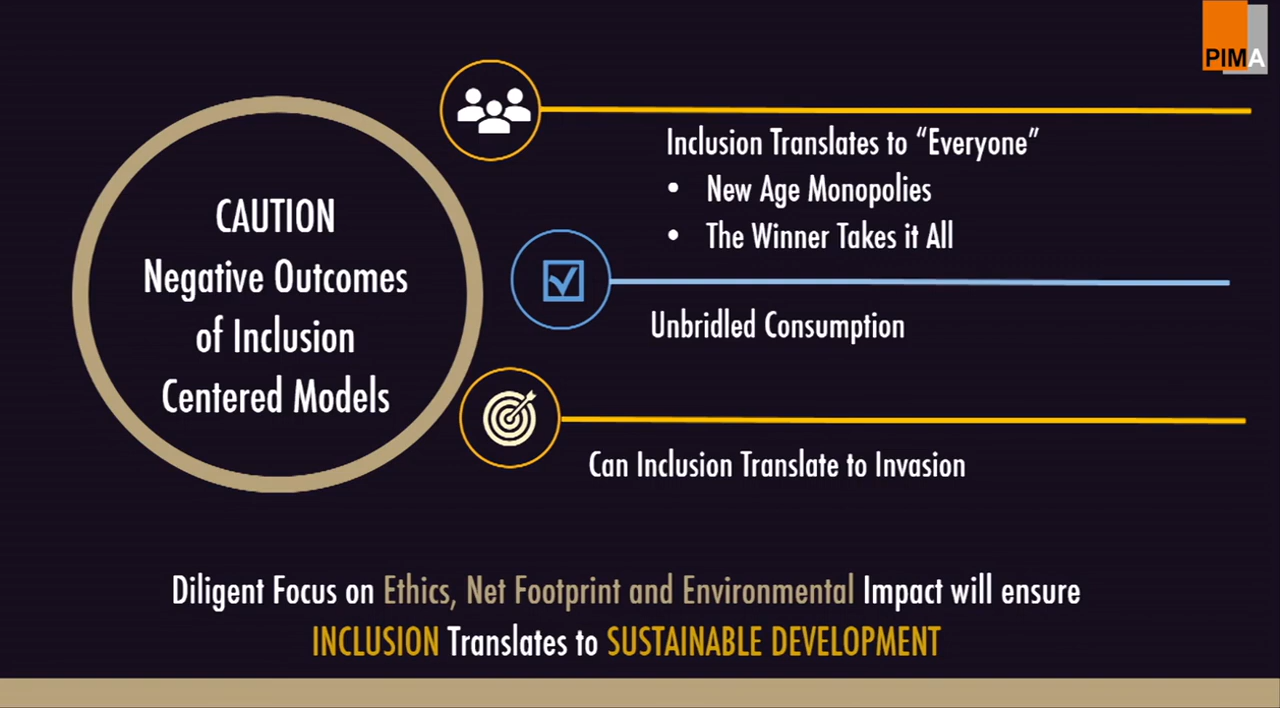 PIMA
CAUTION
Negative Outcomes
of Inclusion
Centered Models
Inclusion Translates to “Everyone”
• New Age Monopolies
• The Winner Takes it All
Unbridled Consumption
Can Inclusion Translate to Invasion
Diligent Focus on Ethics, Net Footprint and Environmental Impact will ensure
INCLUSION Translates to SUSTAINABLE DEVELOPMENT